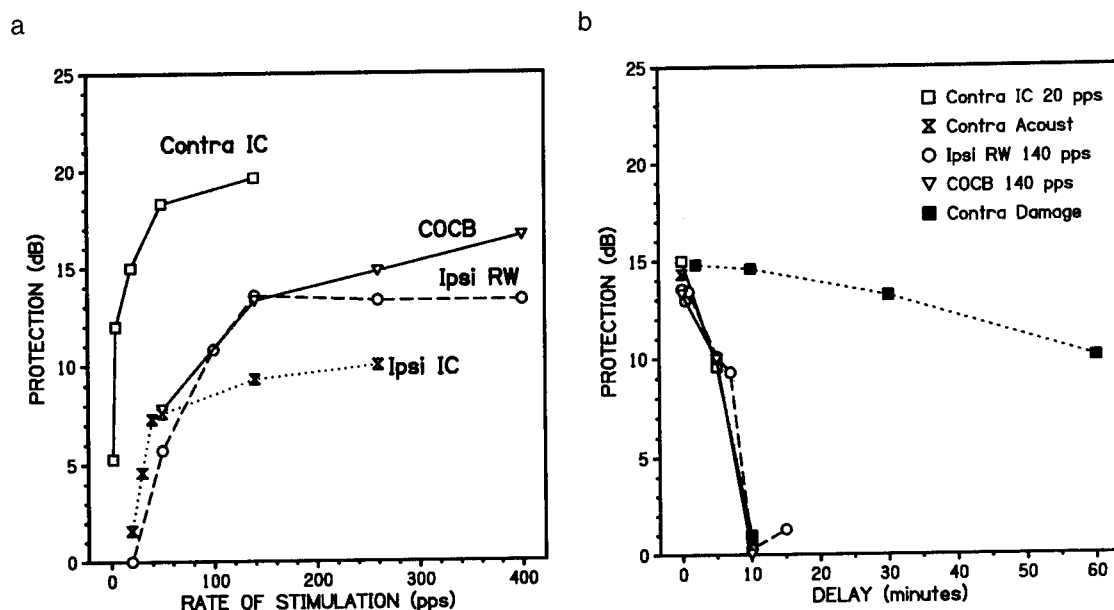 a
25
20
15
10
5
0
PROTECTION (dB)
Contra IC
COCB
Ipsi RW
Ipsi IC
0
100
200
300
400
RATE OF STIMULATION (pps)
b
25
20
15
10
5
0
PROTECTION (dB)
Contra IC 20 pps
Contra Acoust
Ipsi RW 140 pps
COCB 140 pps
Contra Damage
0
10
20
30
40
50
60
DELAY (minutes)